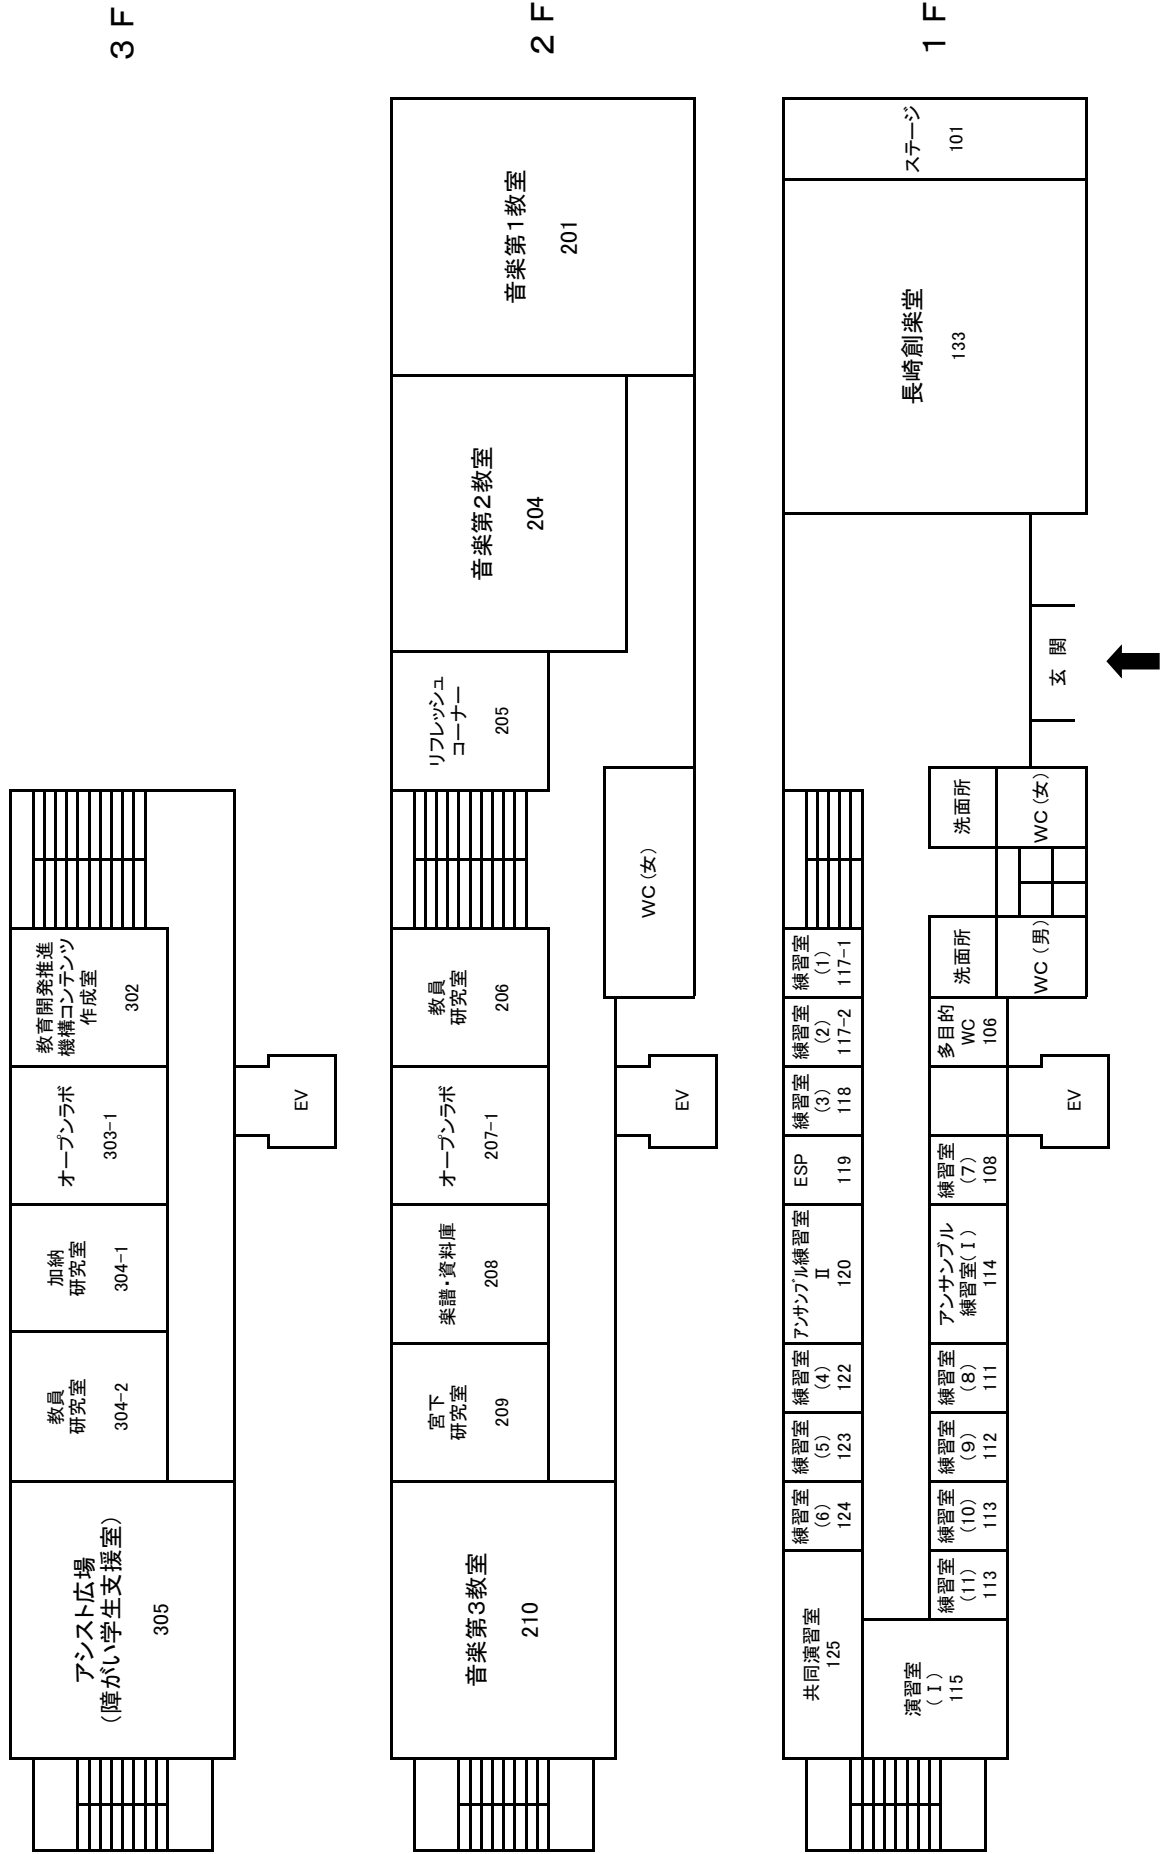 3F
アシスト広場
(障がい学生支援室)
305
教員
研究室
304-2
加納
研究室
304-1
オープンラボ
303-1
教育開発推進
機構コンテンツ
作成室
302
EV
2F
音楽第3教室
210
宮下
研究室
209
楽譜・資料庫
208
オープンラボ
207-1
教員
研究室
206
リフレッシュ
コーナー
205
音楽第2教室
204
音楽第1教室
201
EV
WC(女)
1F
共同演習室
125
練習室
(6)
124
練習室
(5)
123
練習室
(4)
122
アンサンブル練習室
Ⅱ
120
ESP
119
練習室
(3)
118
練習室
(2)
117-2
練習室
(1)
117-1
長崎創楽堂
133
ステージ
101
演習室
(Ⅰ)
115
練習室
(11)
113
練習室
(10)
113
練習室
(9)
112
練習室
(8)
111
アンサンブル
練習室(Ⅰ)
114
練習室
(7)
108
多目的
WC
106
洗面所
WC(男)
洗面所
WC(女)
EV
玄関